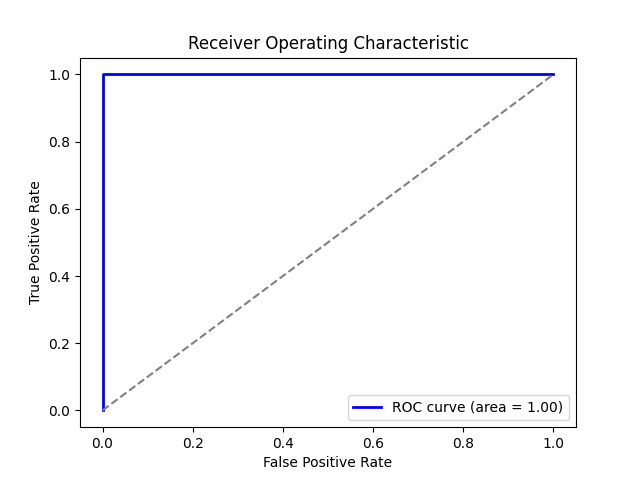 Receiver Operating Characteristic
True Positive Rate
1.0
0.8
0.6
0.4
0.2
0.0
ROC curve (area = 1.00)
0.0 0.2 0.4 0.6 0.8 1.0
False Positive Rate